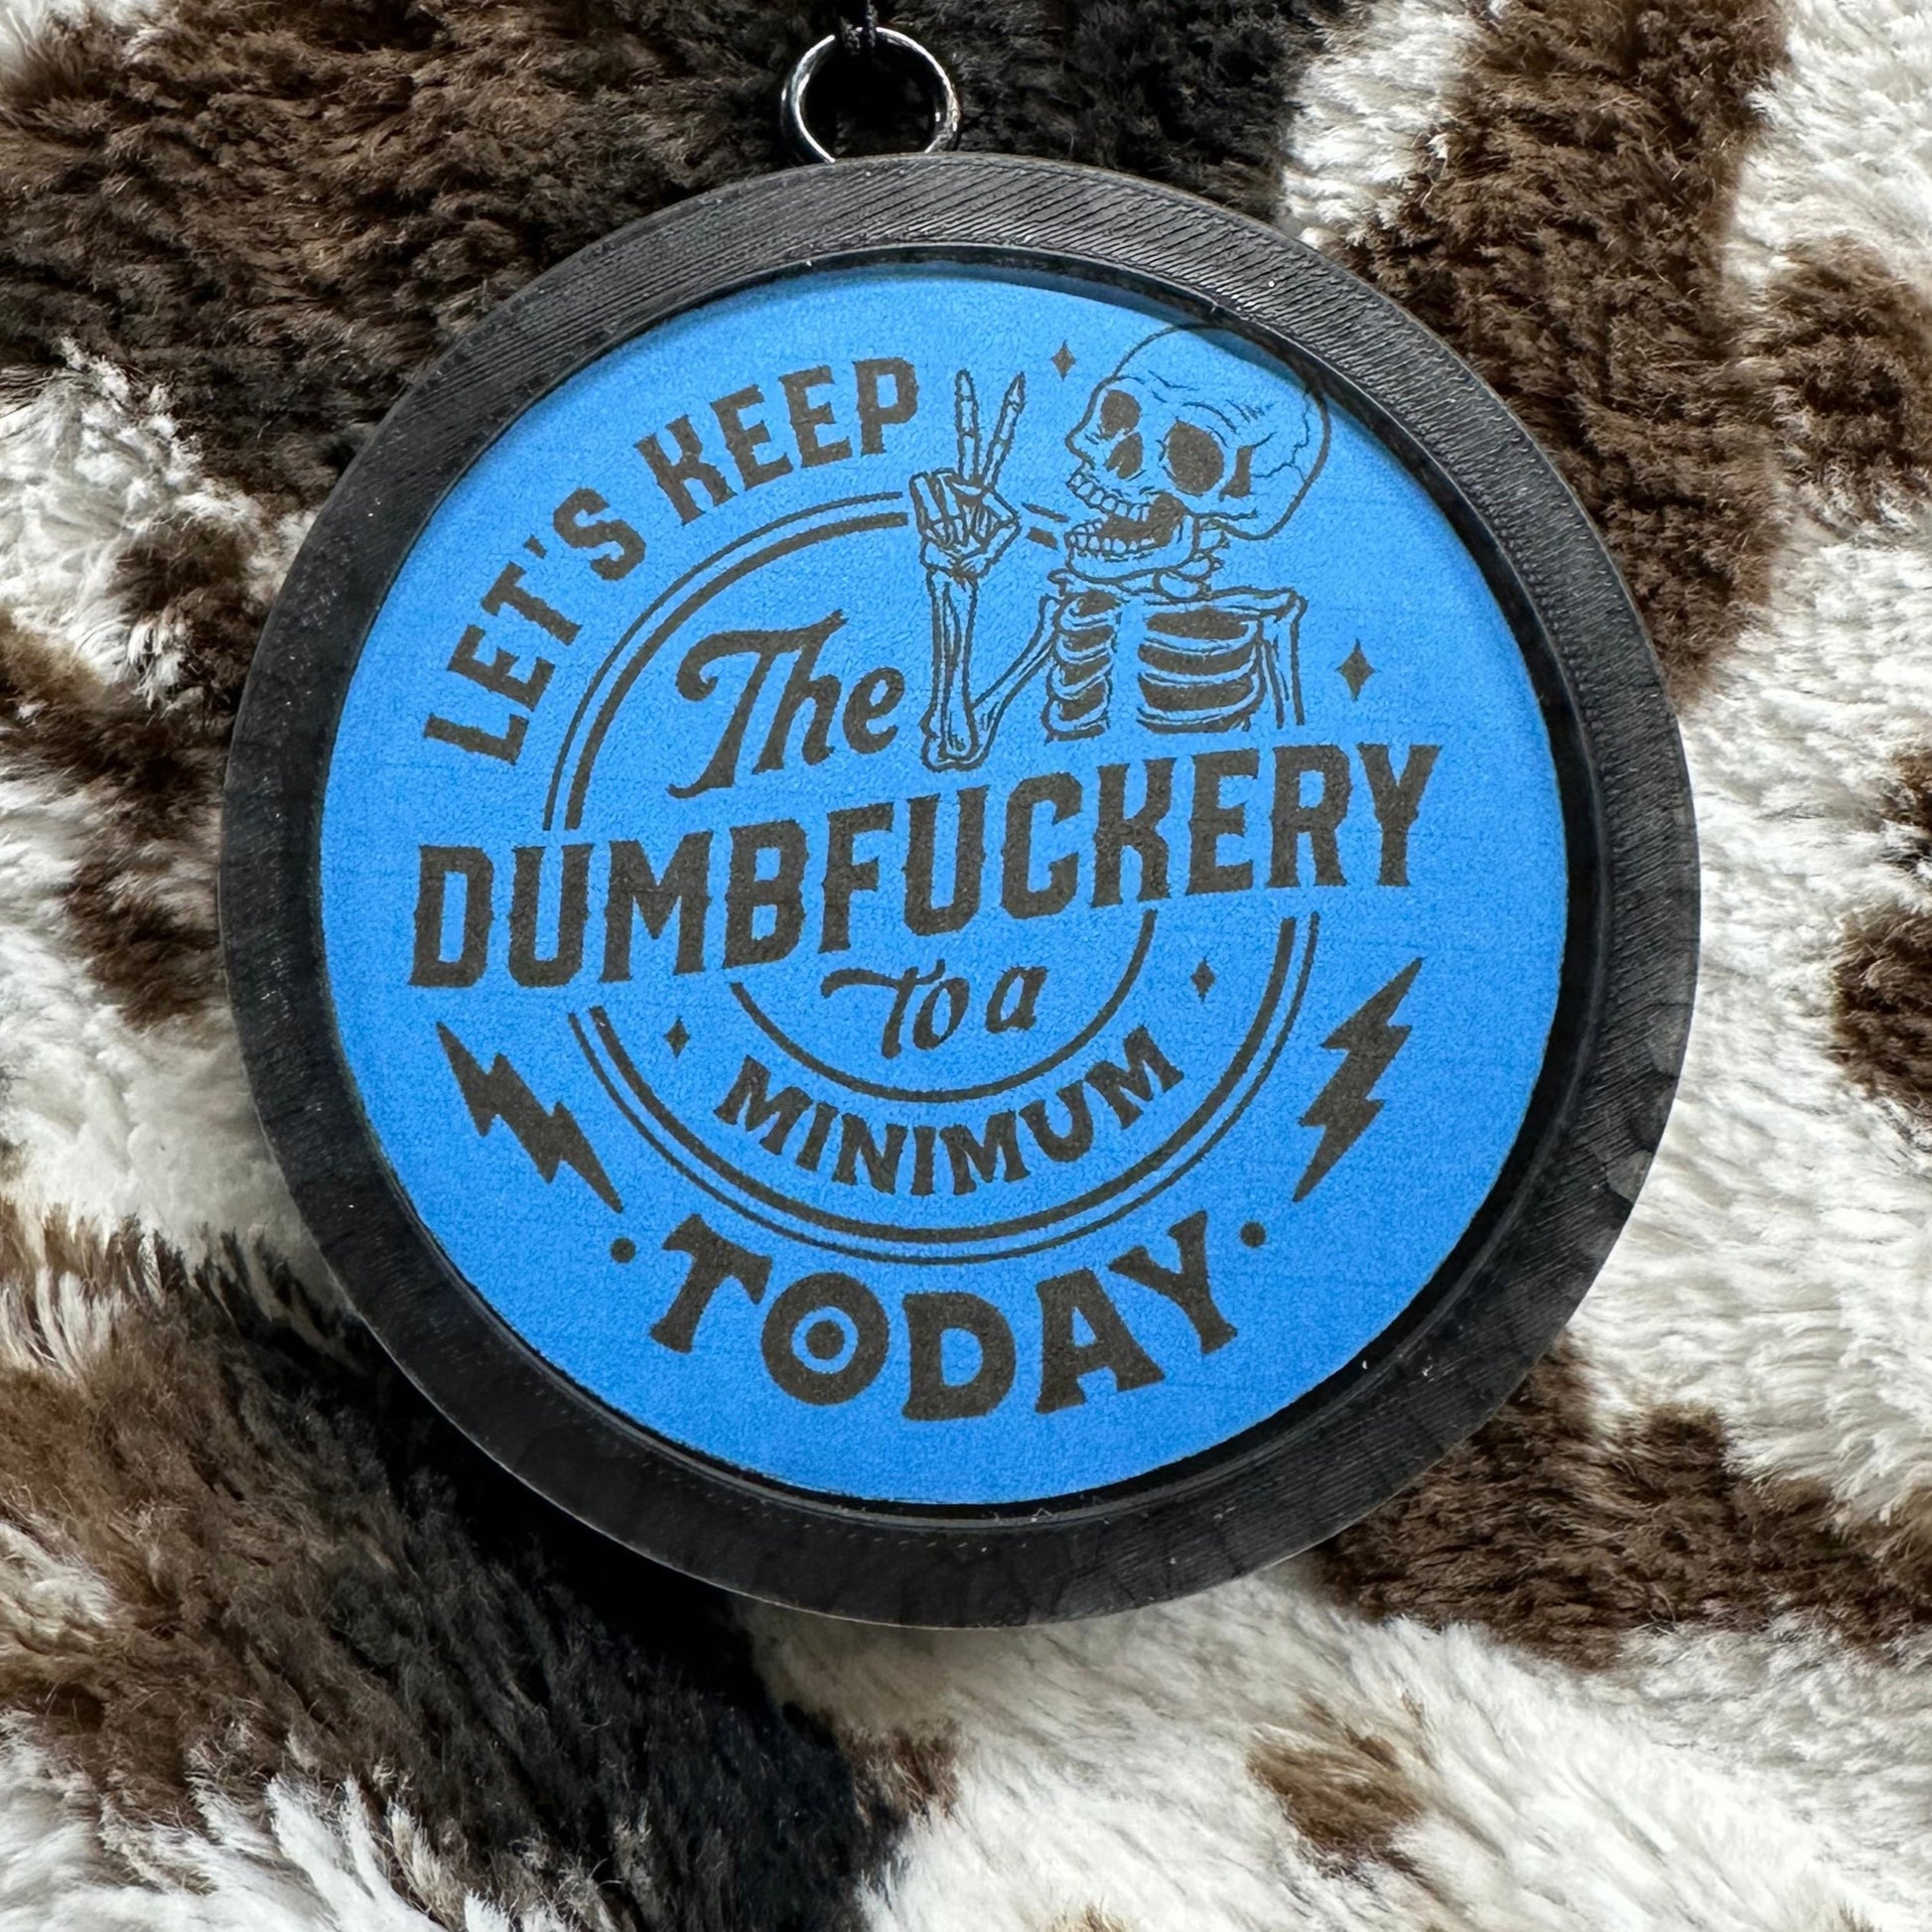 LET'S KEEP
The
DUMBFUCKERY
To a
MINIMUM
• TODAY •